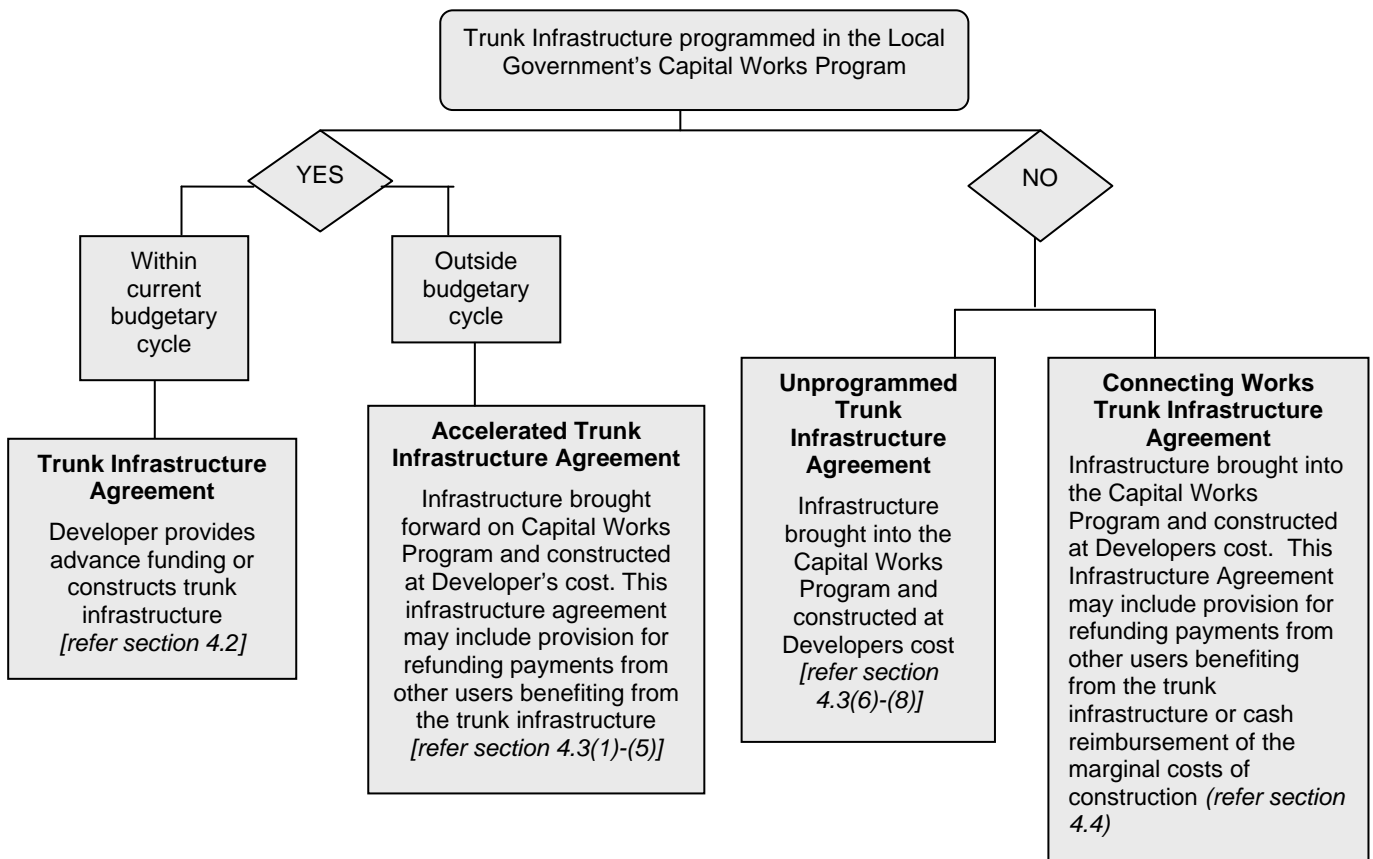 Trunk Infrastructure programmed in the Local
Government's Capital Works Program
YES
NO
Within
current
budgetary
cycle
Outside
budgetary
cycle
Trunk Infrastructure
Agreement
Developer provides
advance funding or
constructs trunk
infrastructure
[refer section 4.2]
Accelerated Trunk
Infrastructure Agreement
Infrastructure brought
forward on Capital Works
Program and constructed
at Developer's cost. This
infrastructure agreement
may include provision for
refunding payments from
other users benefiting from
the trunk infrastructure
[refer section 4.3(1)-(5)]
Unprogrammed
Trunk
Infrastructure
Agreement
Infrastructure
brought into the
Capital Works
Program and
constructed at
Developers cost
[refer section
4.3(6)-(8)]
Connecting Works
Trunk Infrastructure
Agreement
Infrastructure brought into
the Capital Works
Program and constructed
at Developers cost.  This
Infrastructure Agreement
may include provision for
refunding payments from
other users benefiting
from the trunk
infrastructure or cash
reimbursement of the
marginal costs of
construction (refer section
4.4)